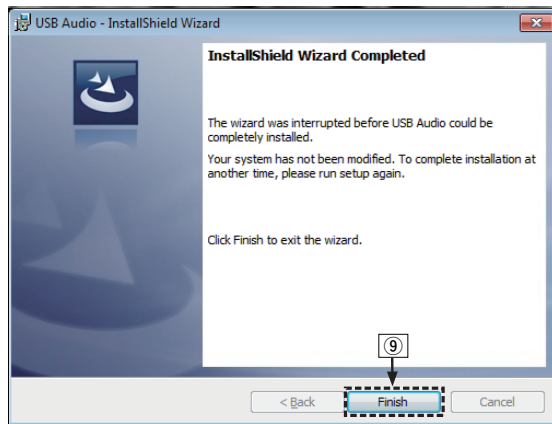 USB Audio - InstallShield Wizard
InstallShield Wizard Completed
The wizard was interrupted before USB Audio could be
completely installed.
Your system has not been modified. To complete installation at
another time, please run setup again.
Click Finish to exit the wizard.
⑨
< Back Finish Cancel